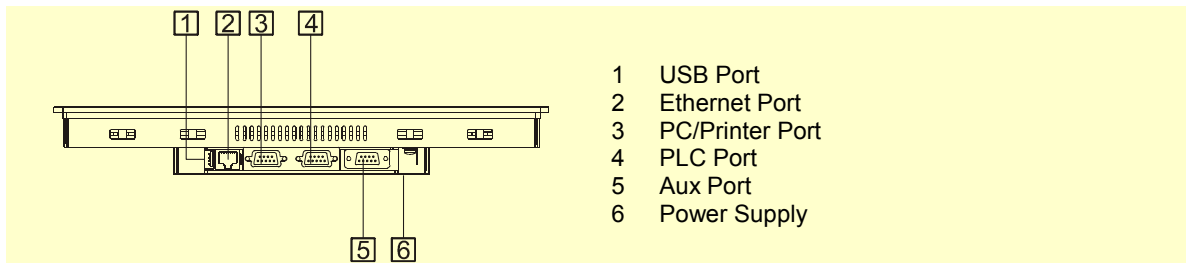 1 2 3 4
1 USB Port
2 Ethernet Port
3 PC/Printer Port
4 PLC Port
5 Aux Port
6 Power Supply
5 6